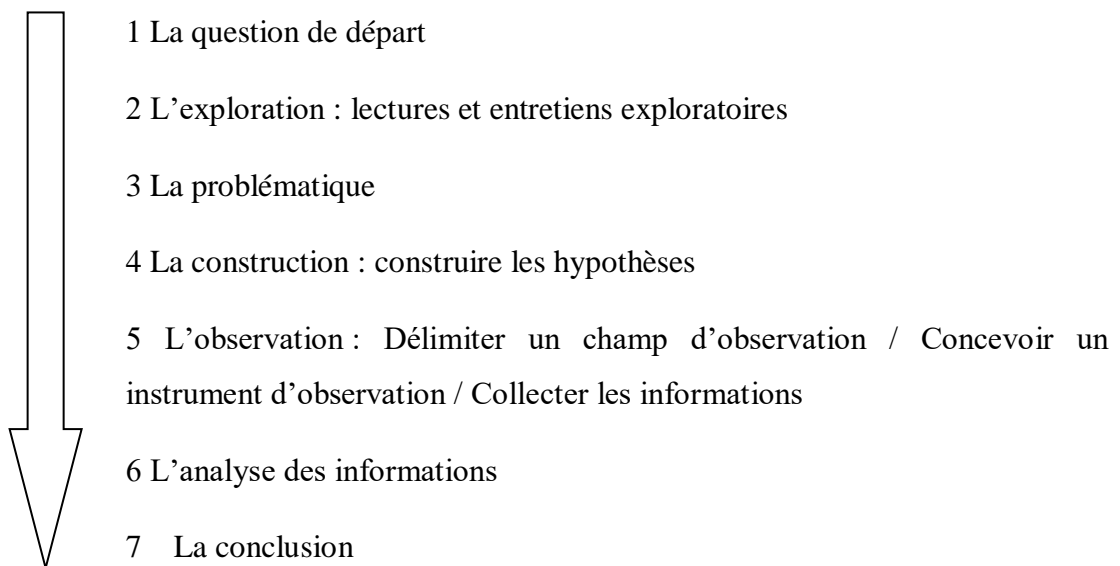 1 La question de départ
2 L’exploration : lectures et entretiens exploratoires
3 La problématique
4 La construction : construire les hypothèses
5 L’observation : Délimiter un champ d’observation / Concevoir un
instrument d’observation / Collecter les informations
6 L’analyse des informations
7 La conclusion